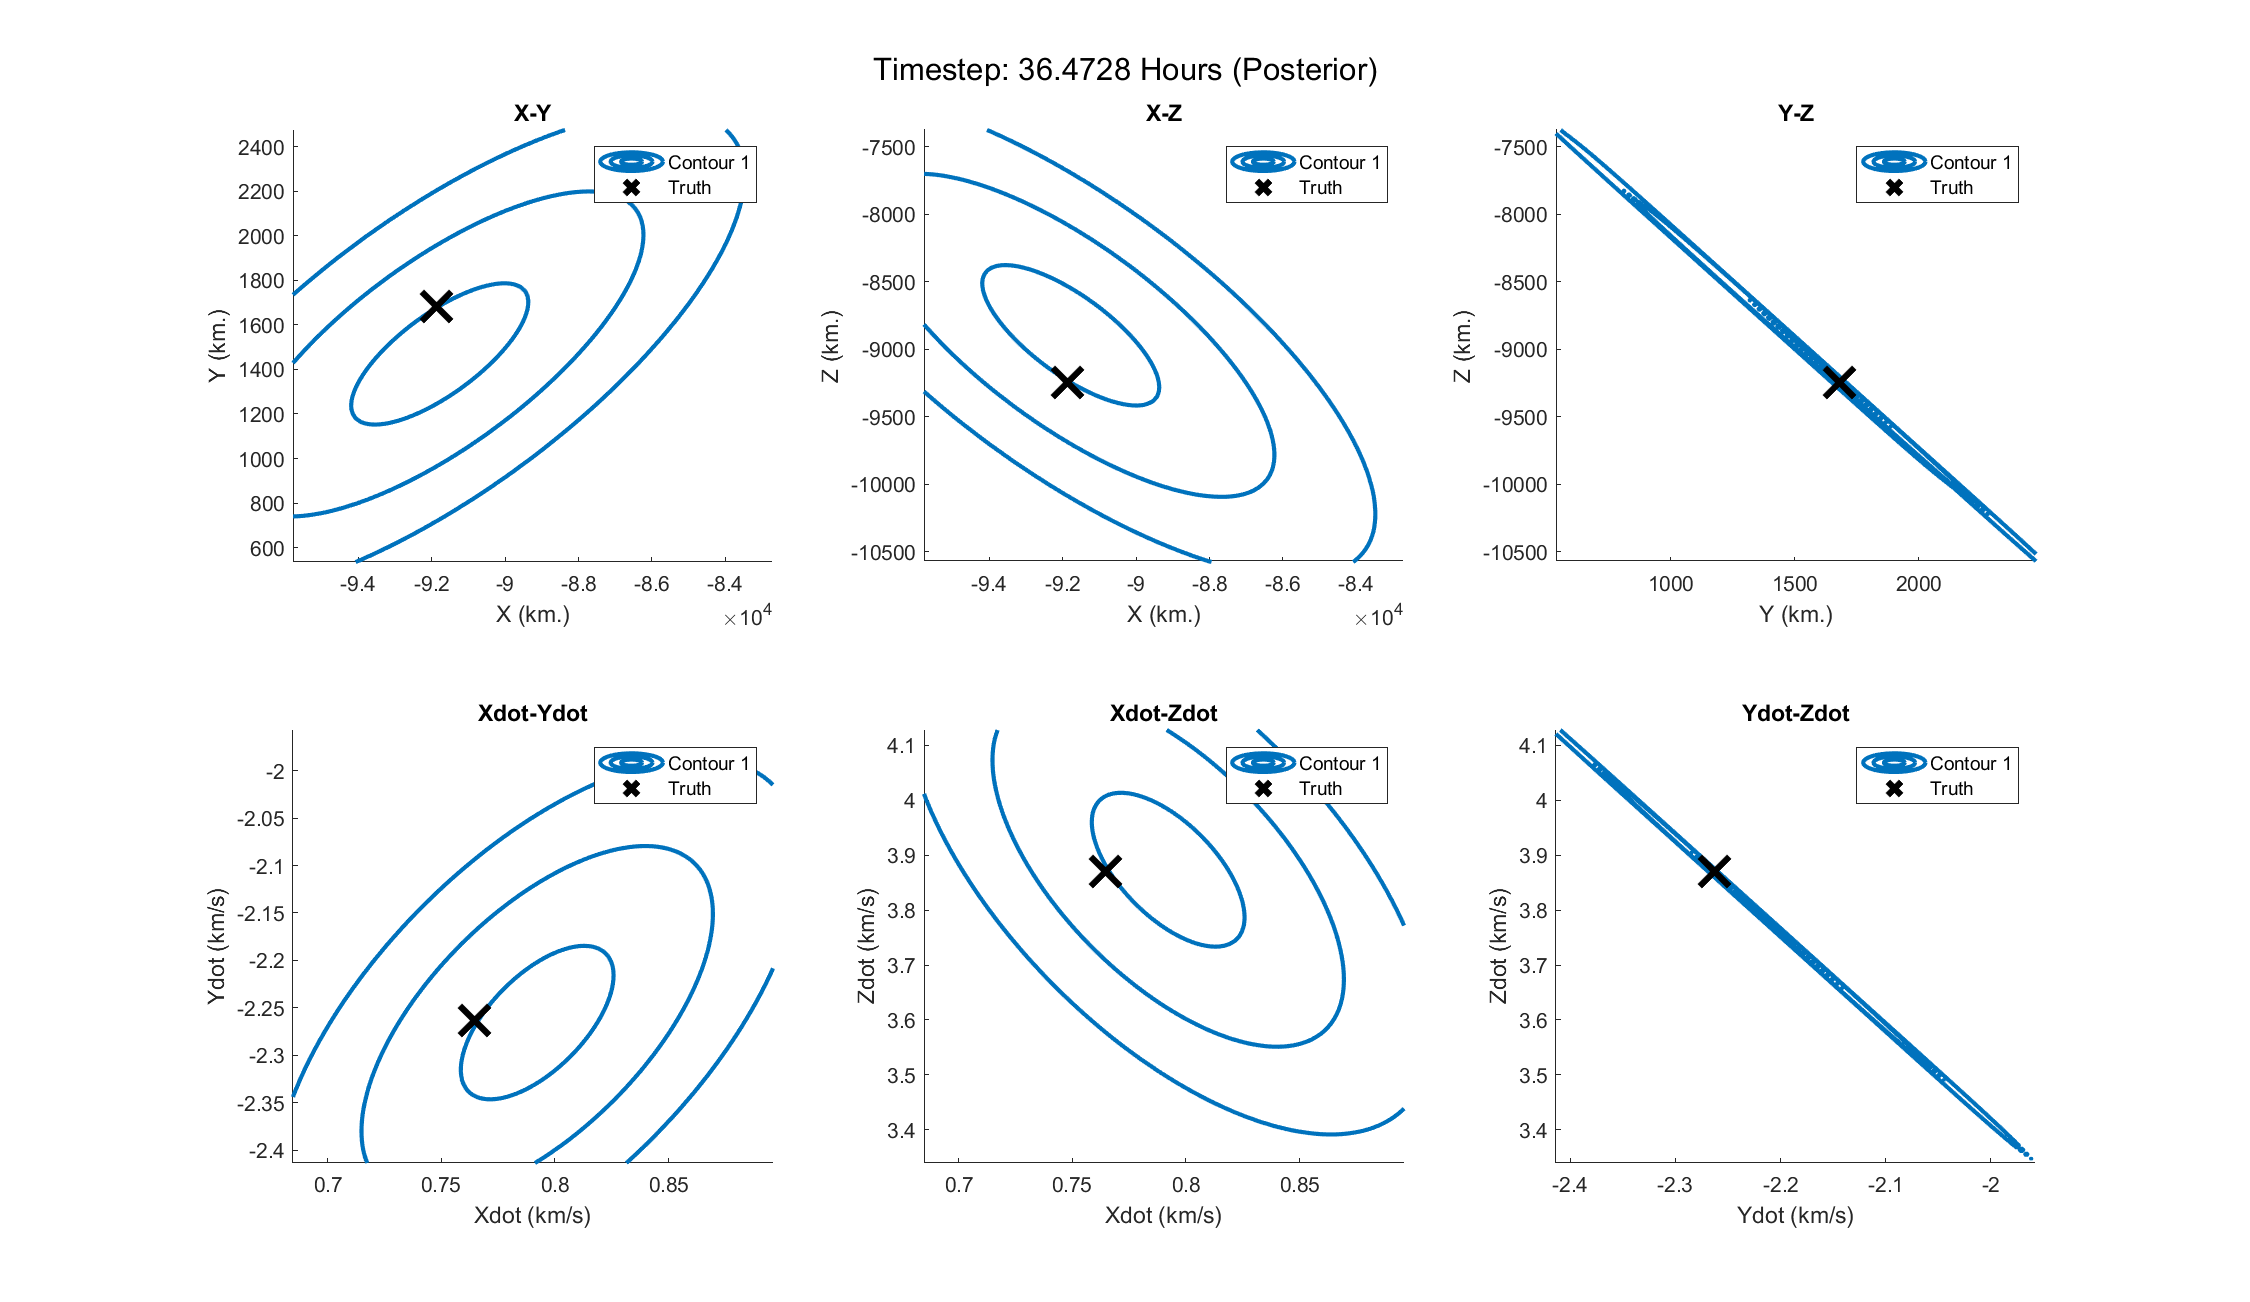 Timestep: 36.4728 Hours (Posterior)
X-Y
2400
2200
2000
1800
1600
1400
1200
1000
800
600
Y (km.)
-9.4 -9.2 -9 -8.8 -8.6 -8.4
×10^4
X (km.)
Contour 1
Truth
X-Z
-7500
-8000
-8500
-9000
-9500
-10000
-10500
Z (km.)
-9.4 -9.2 -9 -8.8 -8.6 -8.4
×10^4
X (km.)
Contour 1
Truth
Y-Z
-7500
-8000
-8500
-9000
-9500
-10000
-10500
Z (km.)
1000 1500 2000
Y (km.)
Contour 1
Truth
Xdot-Ydot
-2
-2.05
-2.1
-2.15
-2.2
-2.25
-2.3
-2.35
-2.4
Ydot (km/s)
0.7 0.75 0.8 0.85
Xdot (km/s)
Contour 1
Truth
Xdot-Zdot
4.1
4
3.9
3.8
3.7
3.6
3.5
3.4
Zdot (km/s)
0.7 0.75 0.8 0.85
Xdot (km/s)
Contour 1
Truth
Ydot-Zdot
4.1
4
3.9
3.8
3.7
3.6
3.5
3.4
Zdot (km/s)
-2.4 -2.3 -2.2 -2.1 -2
Ydot (km/s)
Contour 1
Truth